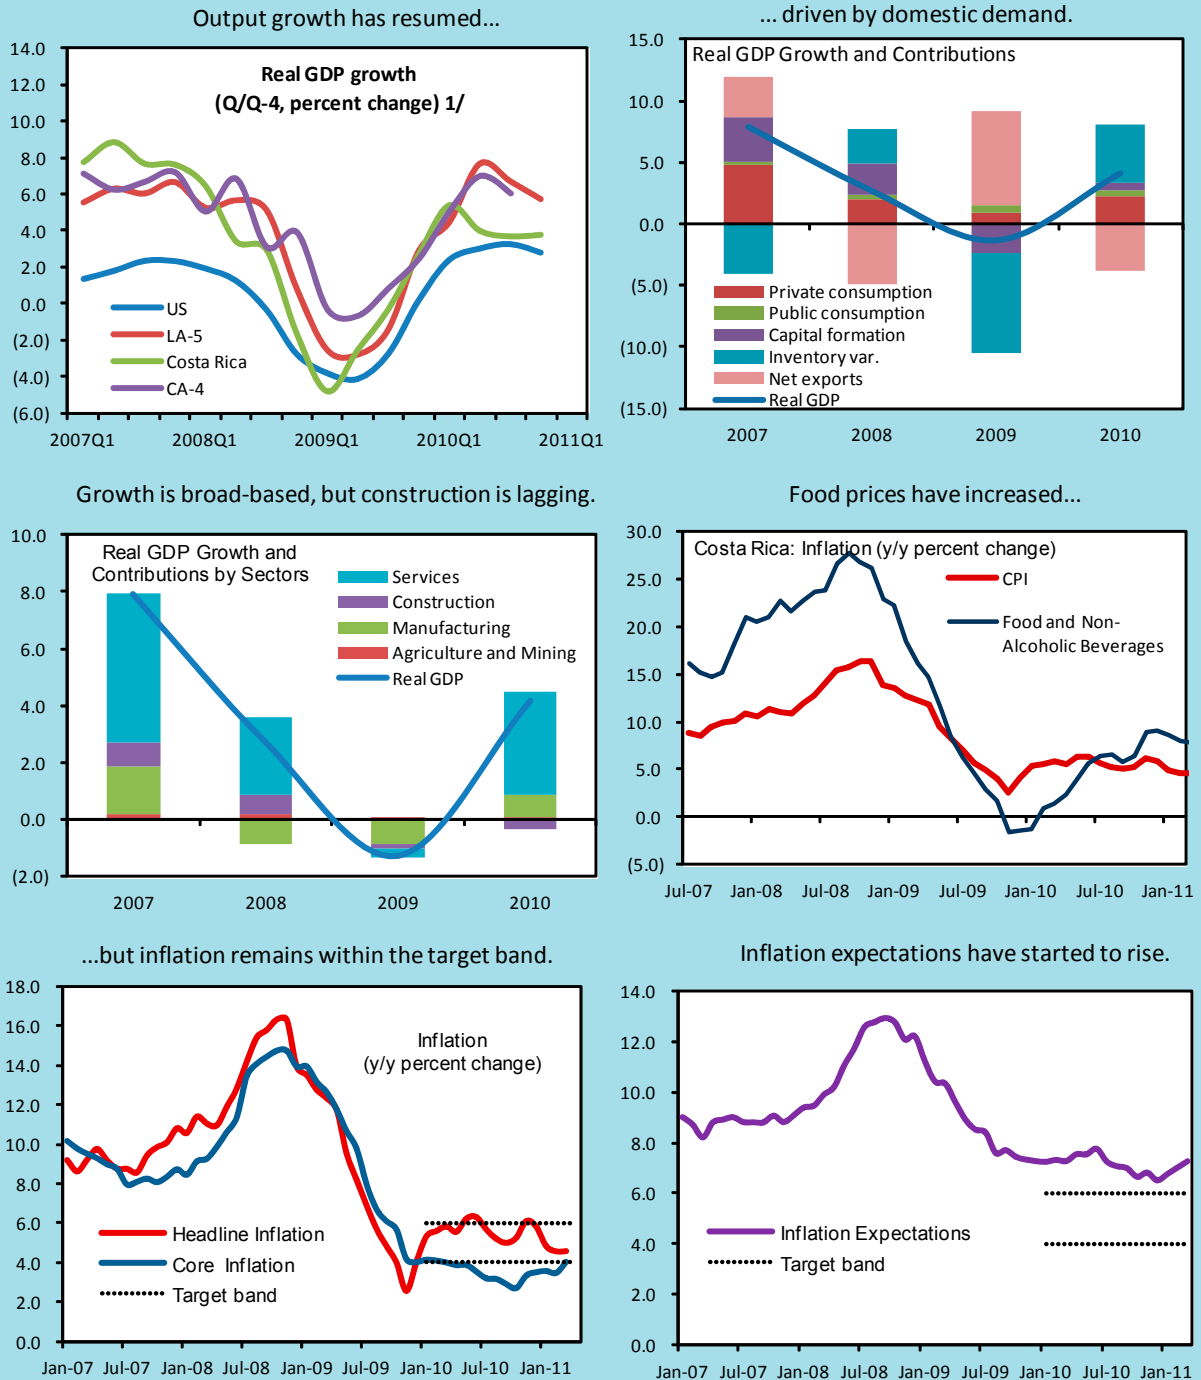 Output growth has resumed...
14.0
12.0
10.0
8.0
6.0
4.0
2.0
0.0
(2.0)
(4.0)
(6.0)
Real GDP growth
(Q/Q-4, percent change) 1/
US
LA-5
Costa Rica
CA-4
2007Q1 2008Q1 2009Q1 2010Q1 2011Q1
... driven by domestic demand.
15.0
10.0
5.0
0.0
(5.0)
(10.0)
(15.0)
Real GDP Growth and Contributions
Private consumption
Public consumption
Capital formation
Inventory var.
Net exports
Real GDP
2007 2008 2009 2010
Growth is broad-based, but construction is lagging.
10.0
8.0
6.0
4.0
2.0
0.0
(2.0)
Real GDP Growth and
Contributions by Sectors
Services
Construction
Manufacturing
Agriculture and Mining
Real GDP
2007 2008 2009 2010
Food prices have increased...
30.0
25.0
20.0
15.0
10.0
5.0
0.0
(5.0)
Costa Rica: Inflation (y/y percent change)
CPI
Food and Non-
Alcoholic Beverages
Jul-07 Jan-08 Jul-08 Jan-09 Jul-09 Jan-10 Jul-10 Jan-11
...but inflation remains within the target band.
18.0
16.0
14.0
12.0
10.0
8.0
6.0
4.0
2.0
0.0
Inflation
(y/y percent change)
Headline Inflation
Core Inflation
Target band
Jan-07 Jul-07 Jan-08 Jul-08 Jan-09 Jul-09 Jan-10 Jul-10 Jan-11
Inflation expectations have started to rise.
14.0
12.0
10.0
8.0
6.0
4.0
2.0
0.0
Inflation Expectations
Target band
Jan-07 Jul-07 Jan-08 Jul-08 Jan-09 Jul-09 Jan-10 Jul-10 Jan-11